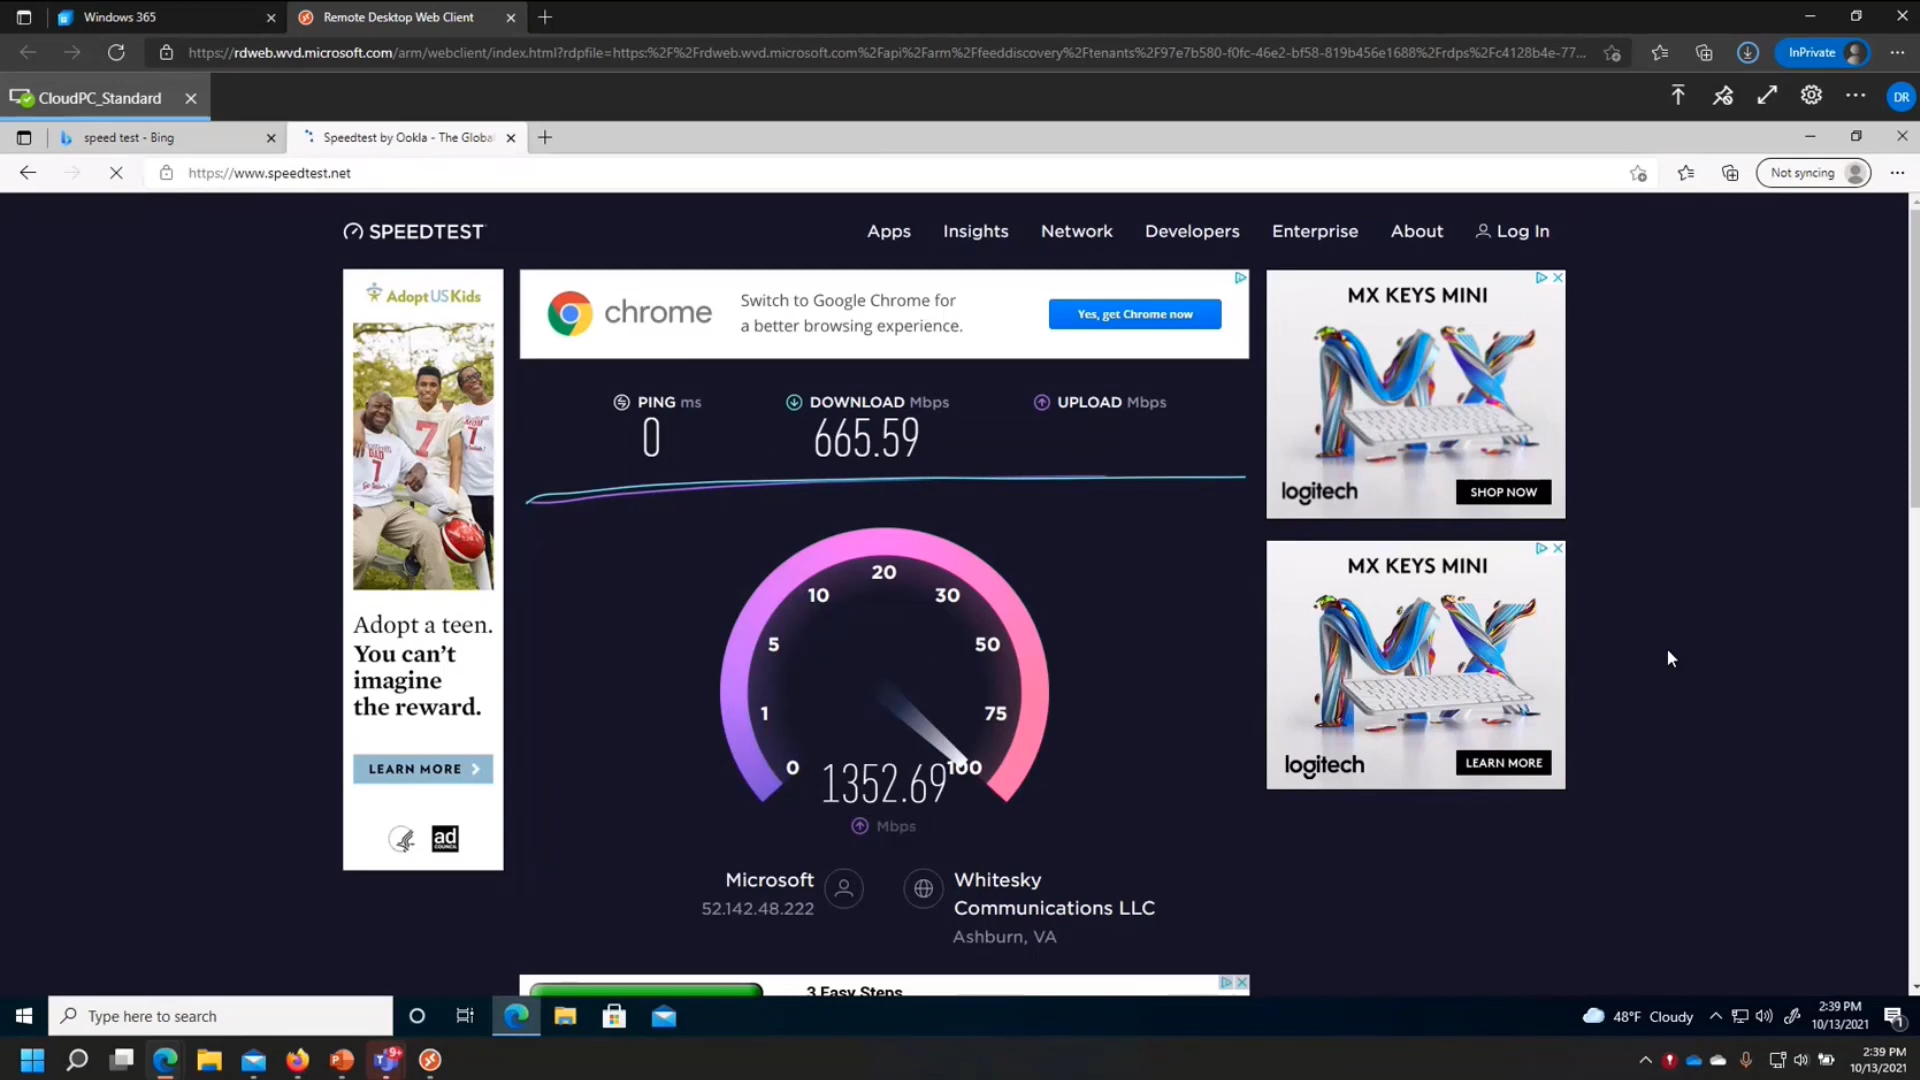 Windows 365
Remote Desktop Web Client
https://rdweb.wvd.microsoft.com/arm/webclient/index.html?rdpfile=https:%2F%2Frdweb.wvd.microsoft.com%2Fapi%2Farm%2Ffeeddiscovery%2Ftenants%2F97e7b580-f0fc-46e2-bf58-819b456e1688%2Frdps%2Fc4128b4e-77...
InPrivate
CloudPC_Standard
DR
speed test - Bing
Speedtest by Ookla - The Globa
https://www.speedtest.net
Not syncing
SPEEDTEST
Apps
Insights
Network
Developers
Enterprise
About
Log In
AdoptUSKids
chrome
Switch to Google Chrome for
a better browsing experience.
Yes, get Chrome now
MX KEYS MINI
logitech
SHOP NOW
PING ms
0
DOWNLOAD Mbps
665.59
UPLOAD Mbps
0
1
5
10
20
30
50
75
100
1352.69
Mbps
MX KEYS MINI
logitech
LEARN MORE
Adopt a teen.
You can't
imagine
the reward.
LEARN MORE
ad
Microsoft
52.142.48.222
Whitesky
Communications LLC
Ashburn, VA
3 Easy Steps
Type here to search
48°F Cloudy
2:39 PM
10/13/2021
1
9+
2:39 PM
10/13/2021